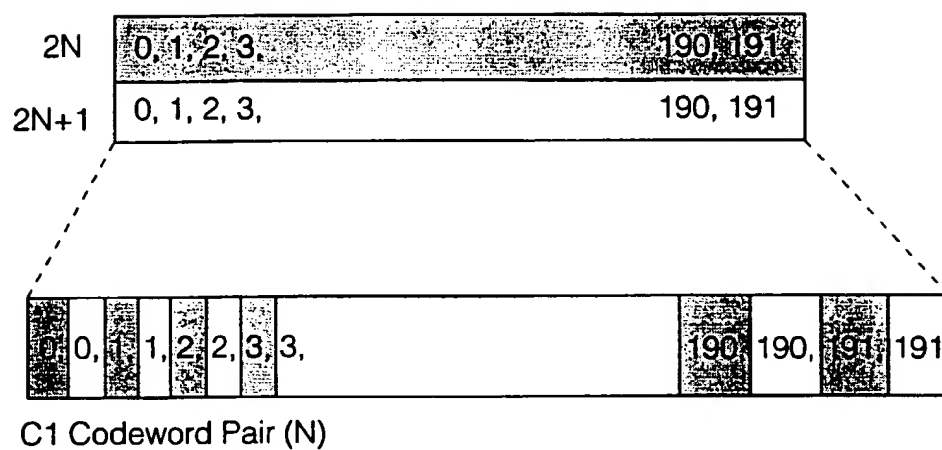 2N 0, 1, 2, 3, 190, 191
2N+1 0, 1, 2, 3, 190, 191
0, 0, 1, 1, 2, 2, 3, 3, 190, 190, 191, 191
C1 Codeword Pair (N)